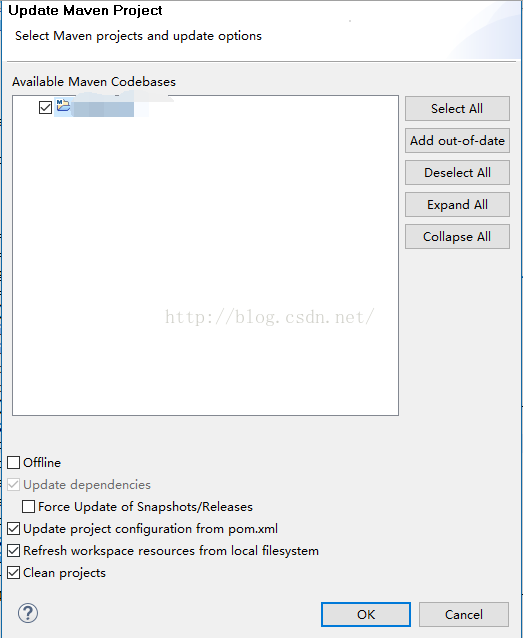 Update Maven Project
Select Maven projects and update options
Available Maven Codebases
Select All
Add out-of-date
Deselect All
Expand All
Collapse All
http://blog.csdn.net/
Offline
Update dependencies
Force Update of Snapshots/Releases
Update project configuration from pom.xml
Refresh workspace resources from local filesystem
Clean projects
?
OK
Cancel